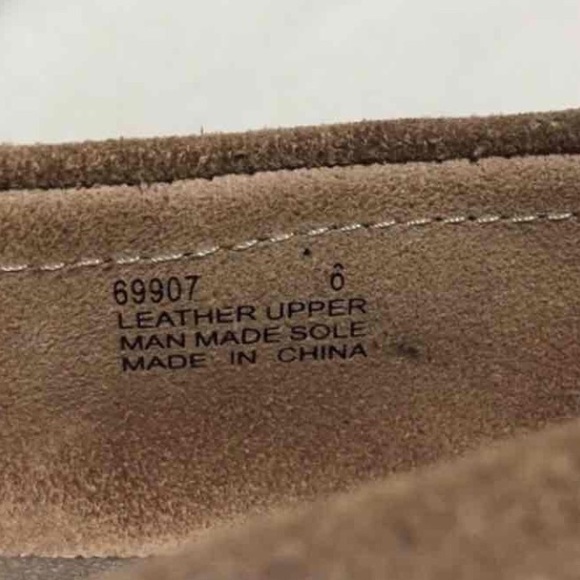 69907 6
LEATHER UPPER
MAN MADE SOLE
MADE IN CHINA